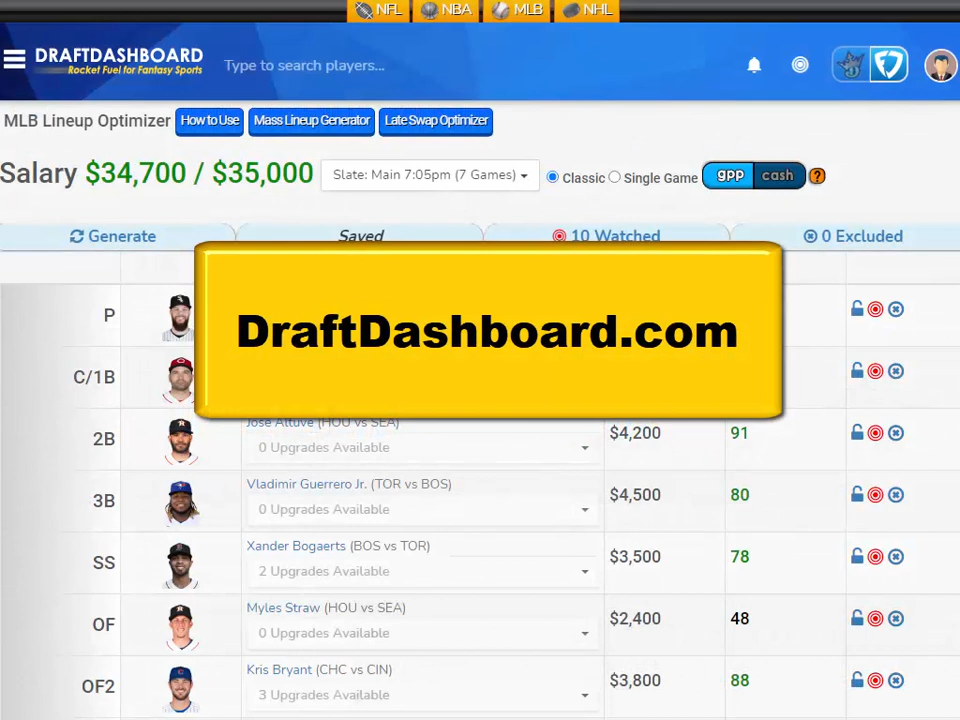 NFL NBA MLB NHL
DRAFTDASHBOARD
Rocket Fuel for Fantasy Sports
Type to search players...
MLB Lineup Optimizer How to Use Mass Lineup Generator Late Swap Optimizer
Salary $34,700 / $35,000 Slate: Main 7:05pm (7 Games) Classic Single Game gpp cash ?
Generate Saved 10 Watched 0 Excluded
DraftDashboard.com
P
C/1B
Jose Altuve (HOU vs SEA)
2B 0 Upgrades Available $4,200 91
Vladimir Guerrero Jr. (TOR vs BOS)
3B 0 Upgrades Available $4,500 80
Xander Bogaerts (BOS vs TOR)
SS 2 Upgrades Available $3,500 78
Myles Straw (HOU vs SEA)
OF 0 Upgrades Available $2,400 48
Kris Bryant (CHC vs CIN)
OF2 3 Upgrades Available $3,800 88